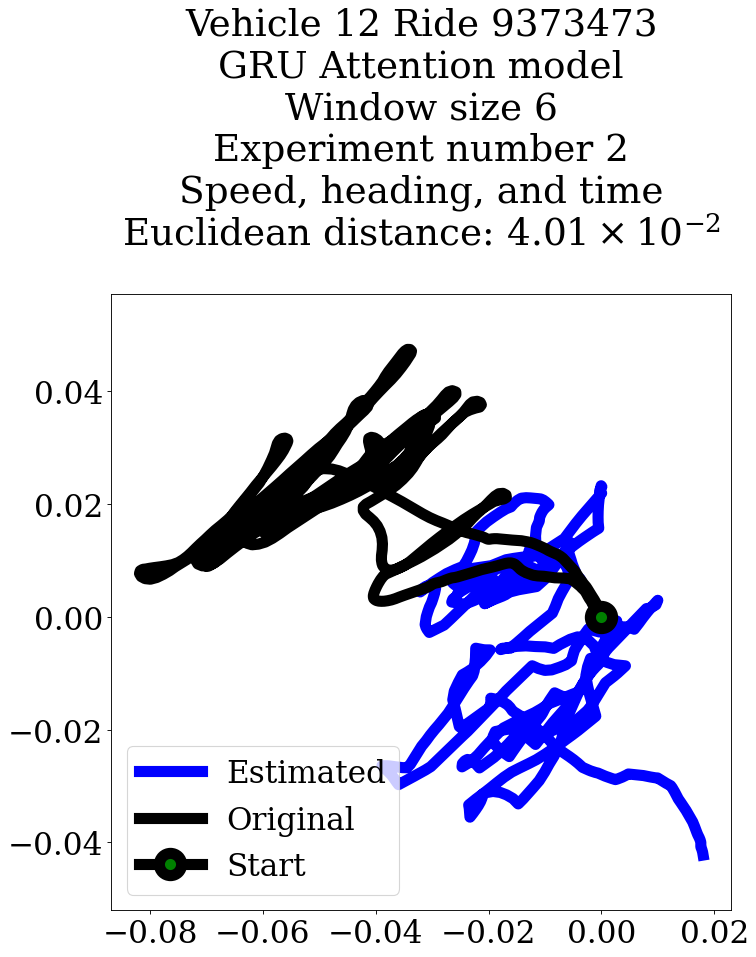 Vehicle 12 Ride 9373473
GRU Attention model
Window size 6
Experiment number 2
Speed, heading, and time
Euclidean distance: 4.01 × 10⁻²
0.04
0.02
0.00
−0.02
−0.04
Estimated
Original
Start
−0.08 −0.06 −0.04 −0.02 0.00 0.02